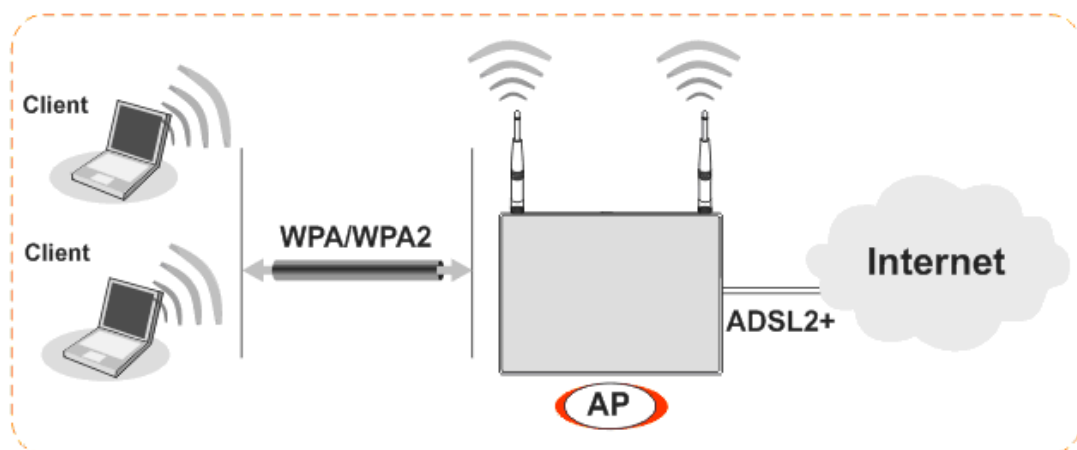 Client
Client
WPA/WPA2
Internet
ADSL2+
AP